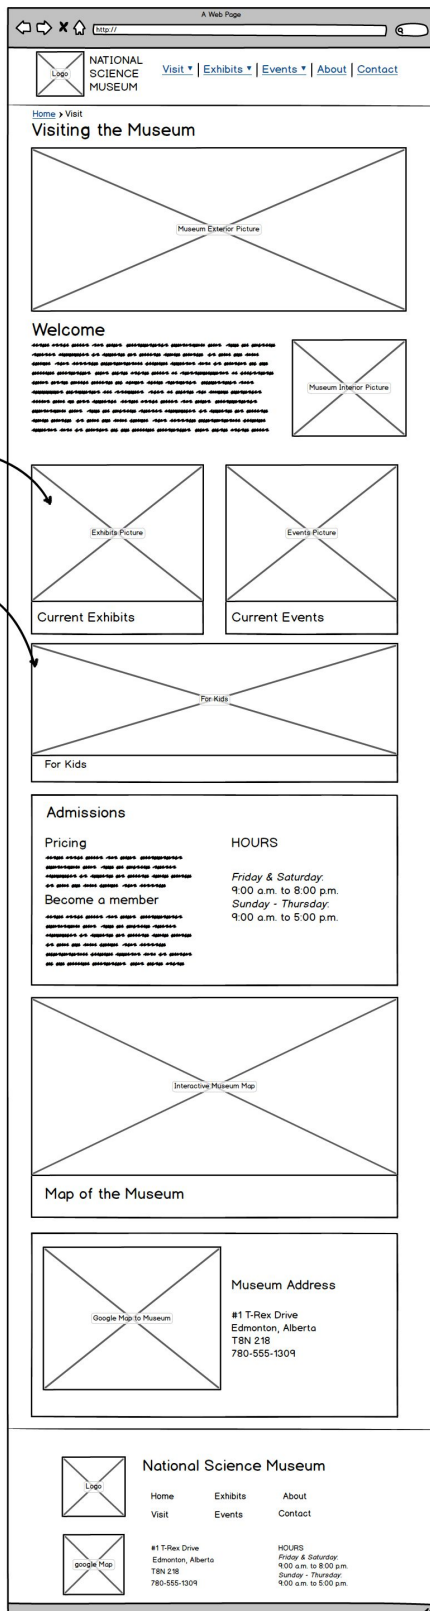 A Web Page
http://
Logo
NATIONAL
SCIENCE
MUSEUM
Visit ▼ | Exhibits ▼ | Events ▼ | About | Contact
Home > Visit
Visiting the Museum
Museum Exterior Picture
Welcome
Museum Interior Picture
Exhibits Picture
Events Picture
Current Exhibits
Current Events
For Kids
For Kids
Admissions
Pricing
Become a member
HOURS
Friday & Saturday:
9:00 a.m. to 8:00 p.m.
Sunday - Thursday:
9:00 a.m. to 5:00 p.m.
Interactive Museum Map
Map of the Museum
Google Map to Museum
Museum Address
#1 T-Rex Drive
Edmonton, Alberta
T8N 218
780-555-1309
Logo
National Science Museum
Home Exhibits About
Visit Events Contact
google Map
#1 T-Rex Drive
Edmonton, Alberta
T8N 218
780-555-1309
HOURS
Friday & Saturday:
9:00 a.m. to 8:00 p.m.
Sunday - Thursday:
9:00 a.m. to 5:00 p.m.